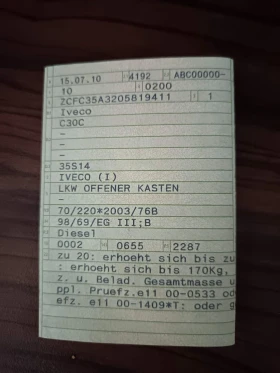 15.07.10 4192 ABC00000-
10 0200
ZCFC35A3205819411 1
Iveco
C30C
-
-
-
35S14
IVECO (I)
LKW OFFENER KASTEN
-
70/220*2003/76B
98/69/EG III;B
Diesel
0002 0655 2287
zu 20: erhoeht sich bis zu
: erhoeht sich bis 170Kg,
z. u. Belad. Gesamtmasse u
ppl. Pruefz.e11 00-0533 od
efz. e11 00-1409*T: oder g